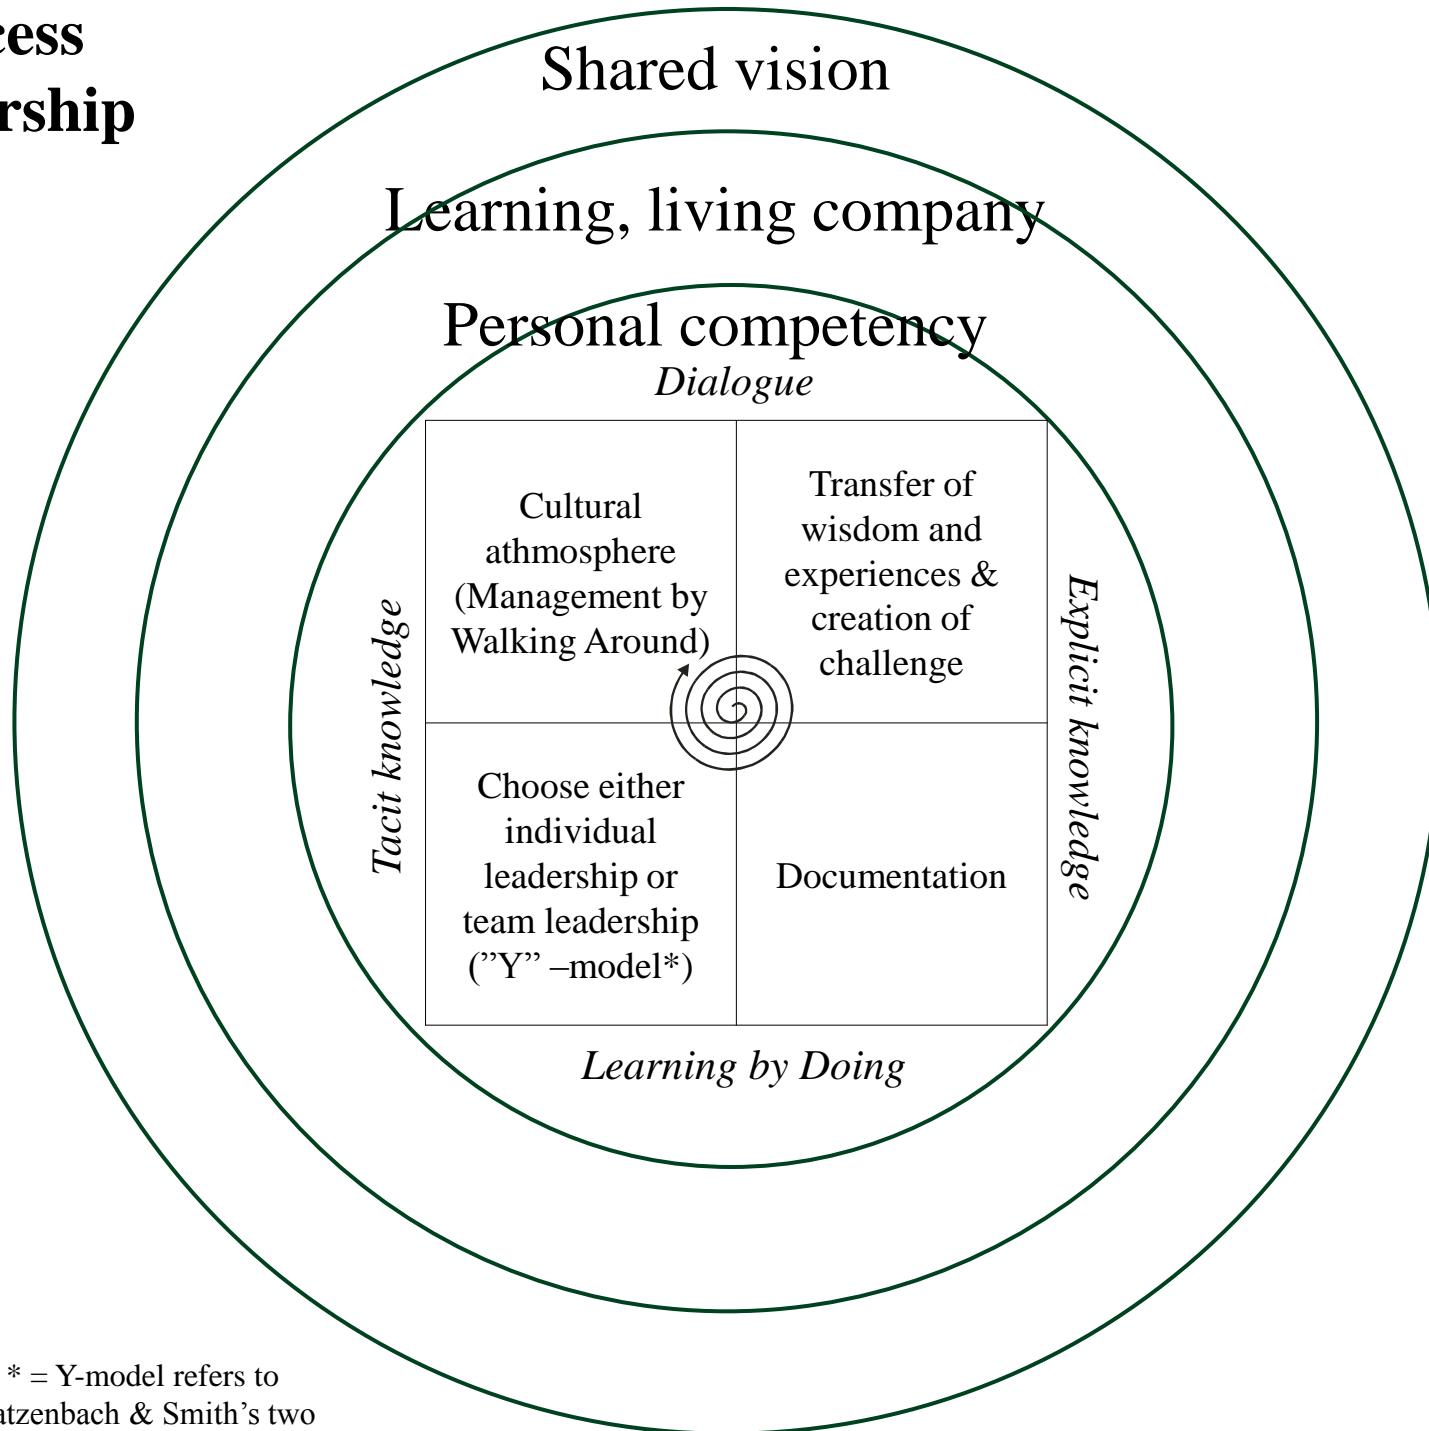 cess
rship
Shared vision
Learning, living company
Personal competency
Dialogue
Cultural
athmosphere
(Management by
Walking Around)
Transfer of
wisdom and
experiences &
creation of
challenge
Tacit knowledge
Explicit knowledge
Choose either
individual
leadership or
team leadership
(”Y” –model*)
Documentation
Learning by Doing
* = Y-model refers to
atzenbach & Smith’s two